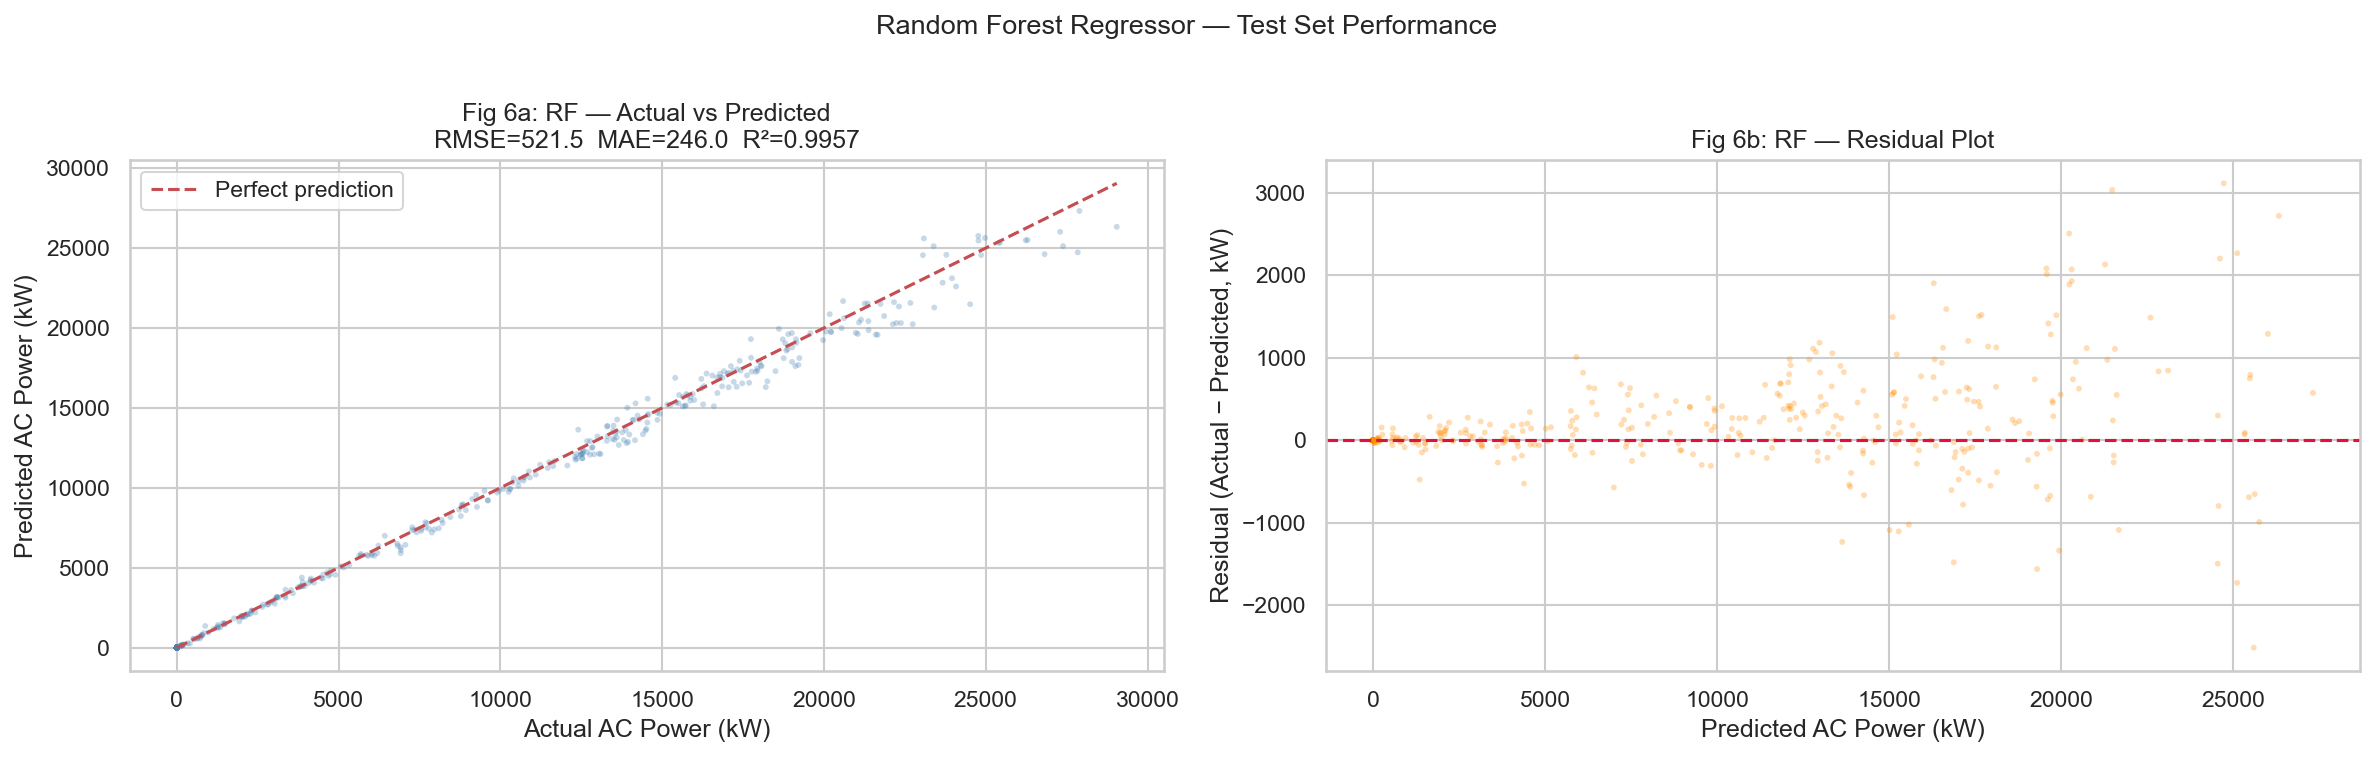 Random Forest Regressor — Test Set Performance
Fig 6a: RF — Actual vs Predicted
RMSE=521.5  MAE=246.0  R²=0.9957
30000
25000
20000
15000
10000
5000
0
Predicted AC Power (kW)
Perfect prediction
0
5000
10000
15000
20000
25000
30000
Actual AC Power (kW)
Fig 6b: RF — Residual Plot
3000
2000
1000
0
−1000
−2000
Residual (Actual − Predicted, kW)
0
5000
10000
15000
20000
25000
Predicted AC Power (kW)